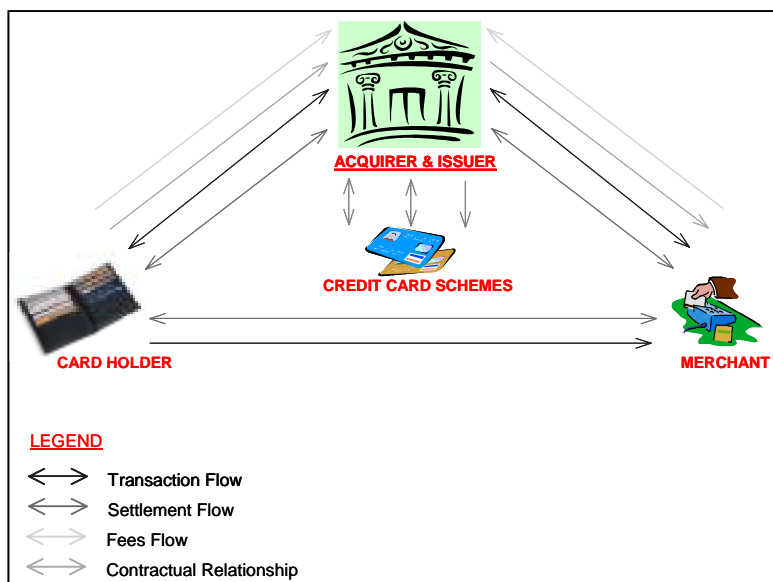 ACQUIRER & ISSUER
CREDIT CARD SCHEMES
CARD HOLDER
MERCHANT
LEGEND
Transaction Flow
Settlement Flow
Fees Flow
Contractual Relationship